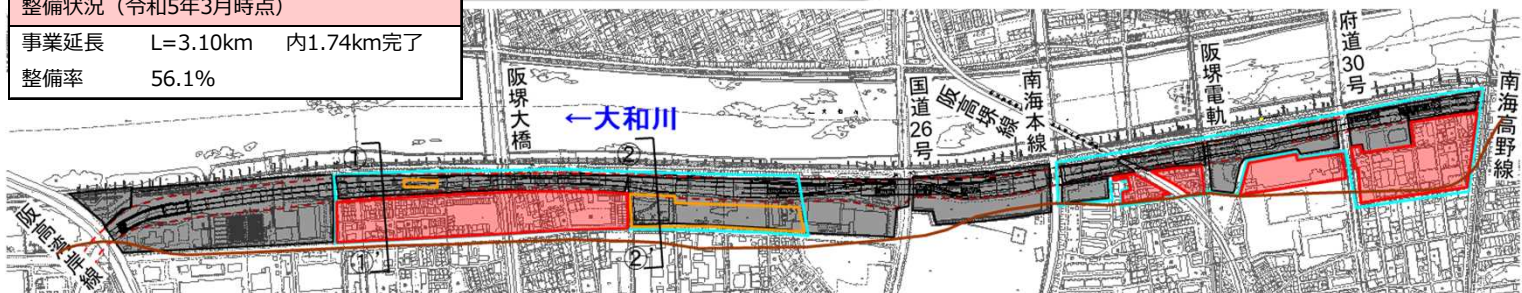 整備状況（令和5年3月時点）
事業延長 L=3.10km 内1.74km完了
整備率 56.1%
阪堺大橋
←大和川
国道26号
阪高堺線
南海本線
阪堺電軌
府道30号
南海高野線
阪高湾岸線
①
①'
②
②'